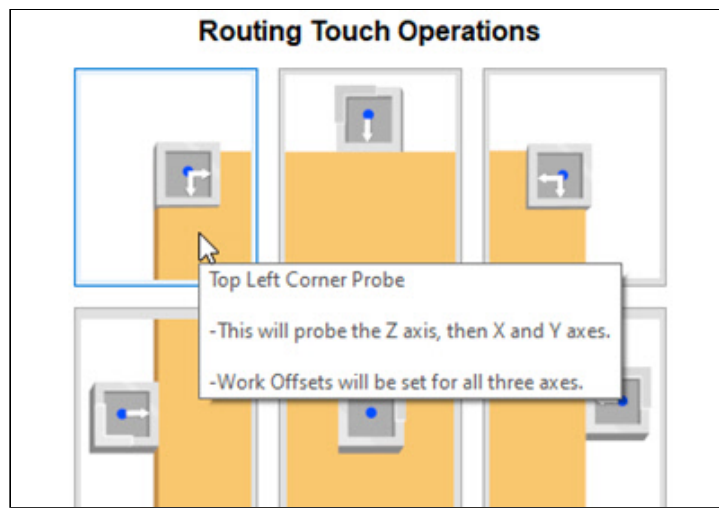 Routing Touch Operations
Top Left Corner Probe
-This will probe the Z axis, then X and Y axes.
-Work Offsets will be set for all three axes.